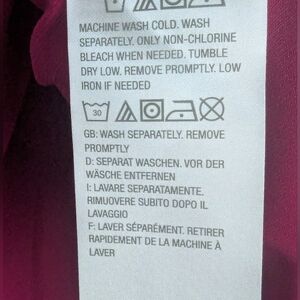 MACHINE WASH COLD. WASH
SEPARATELY. ONLY NON-CHLORINE
BLEACH WHEN NEEDED. TUMBLE
DRY LOW. REMOVE PROMPTLY. LOW
IRON IF NEEDED
30
GB: WASH SEPARATELY. REMOVE
PROMPTLY
D: SEPARAT WASCHEN. VOR DER
WÄSCHE ENTFERNEN
I: LAVARE SEPARATAMENTE.
RIMUOVERE SUBITO DOPO IL
LAVAGGIO
F: LAVER SÉPARÉMENT. RETIRER
RAPIDEMENT DE LA MACHINE À
LAVER